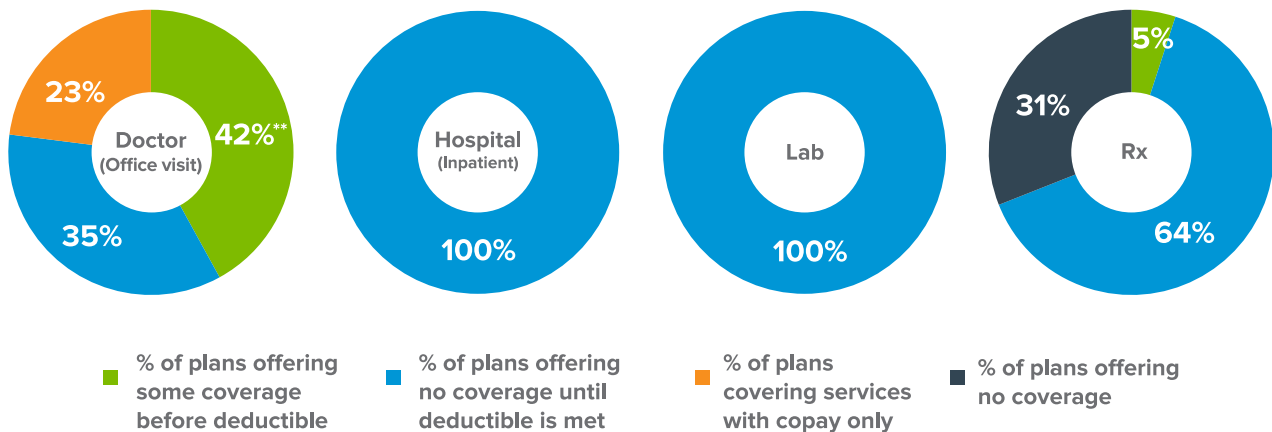 23%
42%**
Doctor
(Office visit)
35%
Hospital
(Inpatient)
100%
Lab
100%
5%
31%
Rx
64%
% of plans offering
some coverage
before deductible
% of plans offering
no coverage until
deductible is met
% of plans
covering services
with copay only
% of plans offering
no coverage